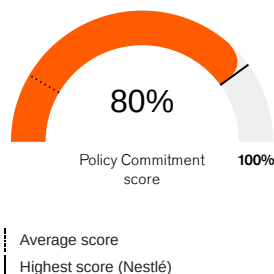 80%
Policy Commitment
score
100%
Average score
Highest score (Nestlé)